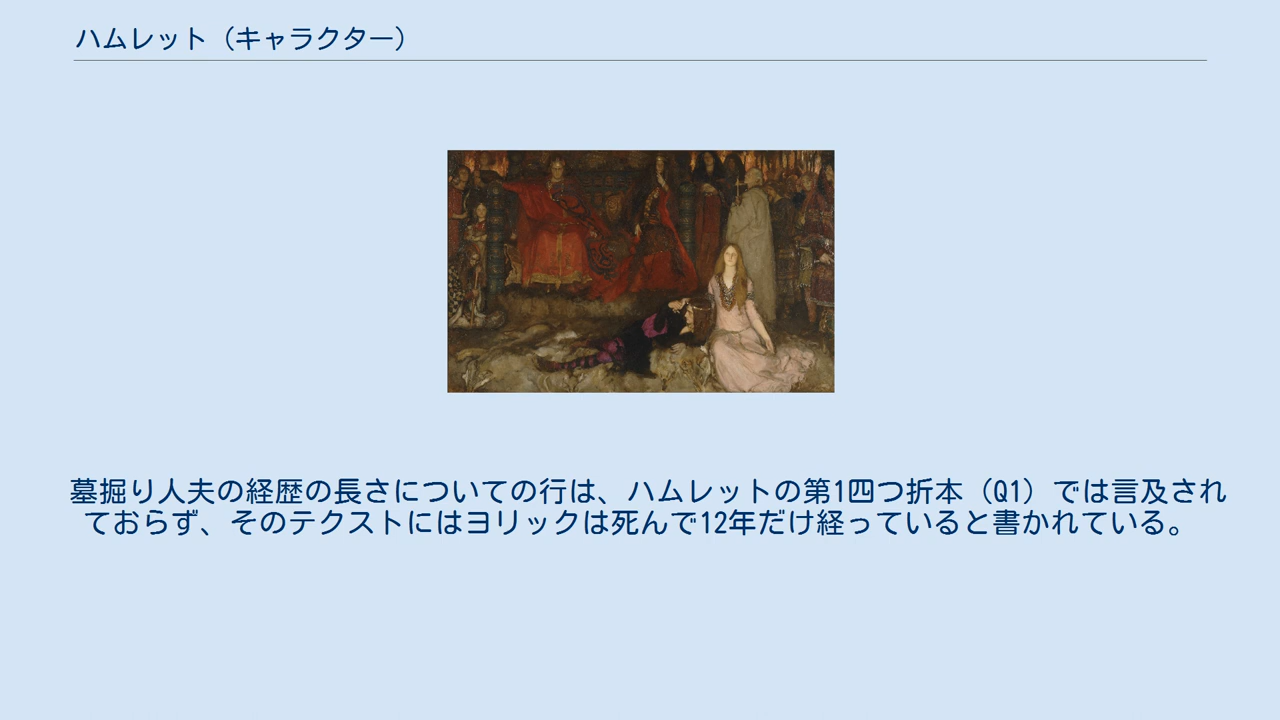 ハムレット（キャラクター）
墓掘り人夫の経歴の長さについての行は、ハムレットの第1四つ折本（Q1）では言及され
ておらず、そのテクストにはヨリックは死んで12年だけ経っていると書かれている。